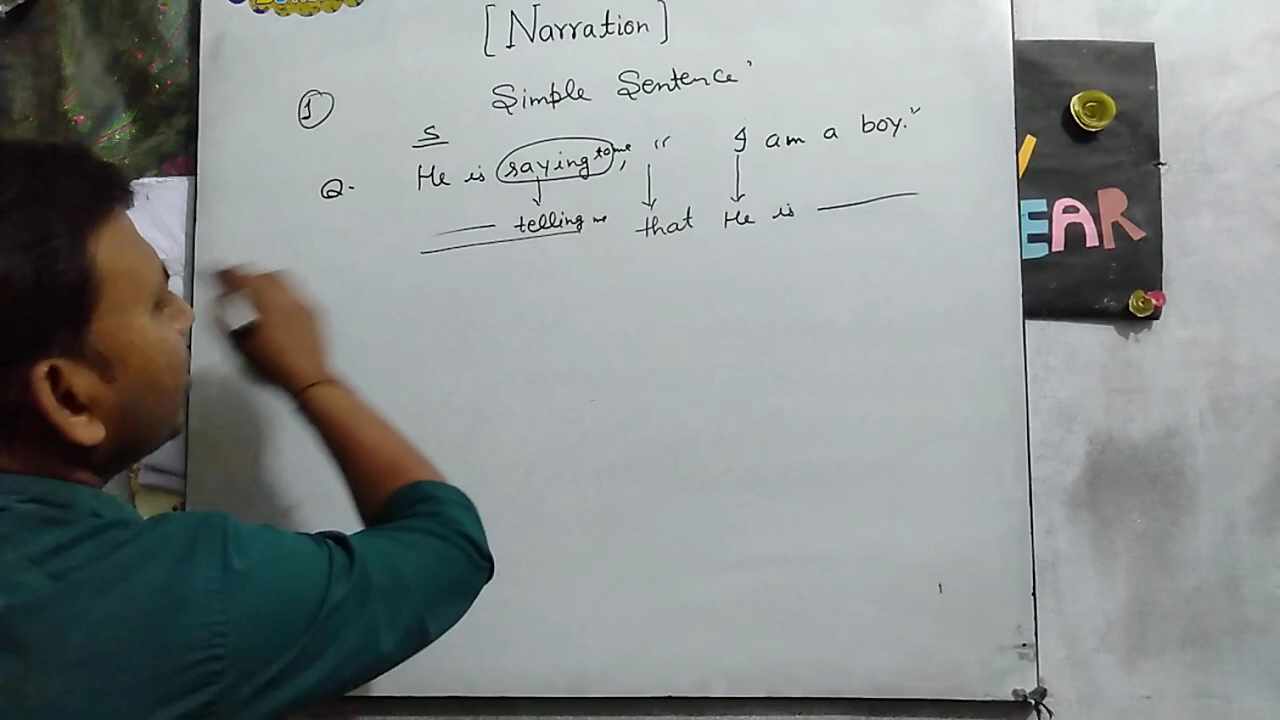 [Narration]
① Simple Sentence'
S
Q- He is saying to me, “ I am a boy.”
—— telling me that He is ——
EAR